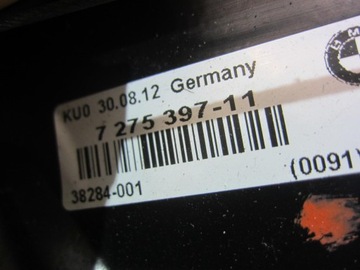 KU0 30.08.12 Germany
7 275 397-11
38284-001
(0091)